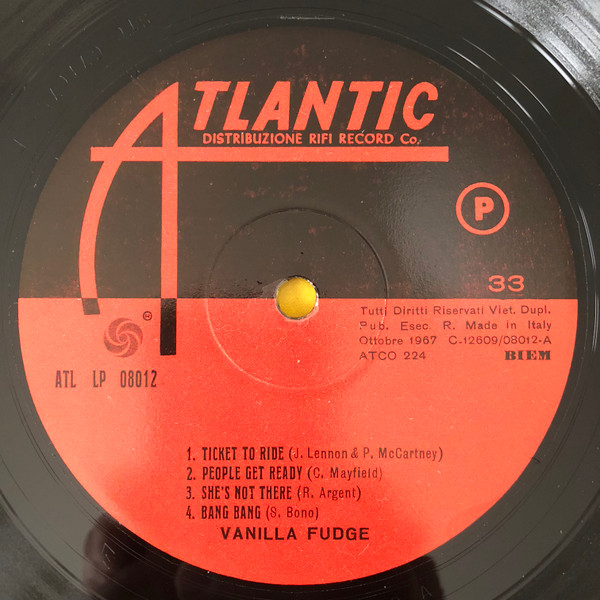 ATLANTIC
DISTRIBUZIONE RIFI RECORD Co.
P
33
Tutti Diritti Riservati Viet. Dupl.
Pub. Esec. R. Made in Italy
Ottobre 1967 C-12609/08012-A
ATCO 224 BIEM
ATL LP 08012
1. TICKET TO RIDE (J. Lennon & P. McCartney)
2. PEOPLE GET READY (C. Mayfield)
3. SHE'S NOT THERE (R. Argent)
4. BANG BANG (S. Bono)
VANILLA FUDGE